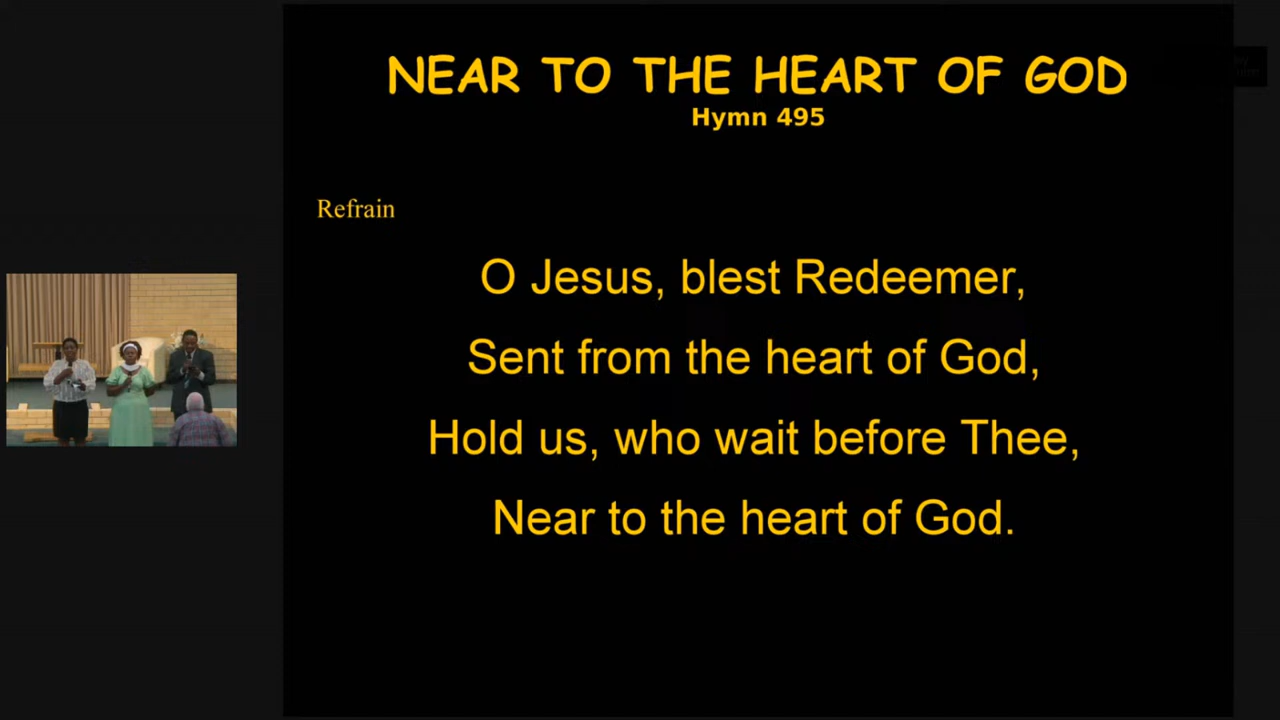 NEAR TO THE HEART OF GOD
Hymn 495
Refrain
O Jesus, blest Redeemer,
Sent from the heart of God,
Hold us, who wait before Thee,
Near to the heart of God.